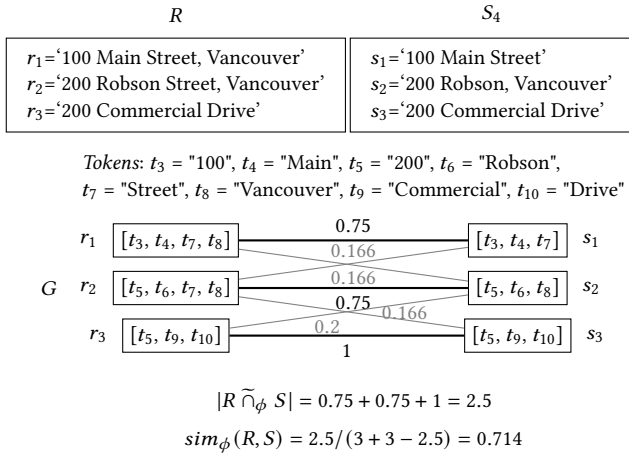 R S₄
r₁='100 Main Street, Vancouver' s₁='100 Main Street'
r₂='200 Robson Street, Vancouver' s₂='200 Robson, Vancouver'
r₃='200 Commercial Drive' s₃='200 Commercial Drive'
Tokens: t₃ = "100", t₄ = "Main", t₅ = "200", t₆ = "Robson",
t₇ = "Street", t₈ = "Vancouver", t₉ = "Commercial", t₁₀ = "Drive"
0.75
r₁ [t₃, t₄, t₇, t₈] [t₃, t₄, t₇] s₁
0.166
0.166
G r₂ [t₅, t₆, t₇, t₈] [t₅, t₆, t₈] s₂
0.75
0.166
0.2
r₃ [t₅, t₉, t₁₀] [t₅, t₉, t₁₀] s₃
1
|R ∩̃_ϕ S| = 0.75 + 0.75 + 1 = 2.5
sim_ϕ(R, S) = 2.5/(3 + 3 − 2.5) = 0.714